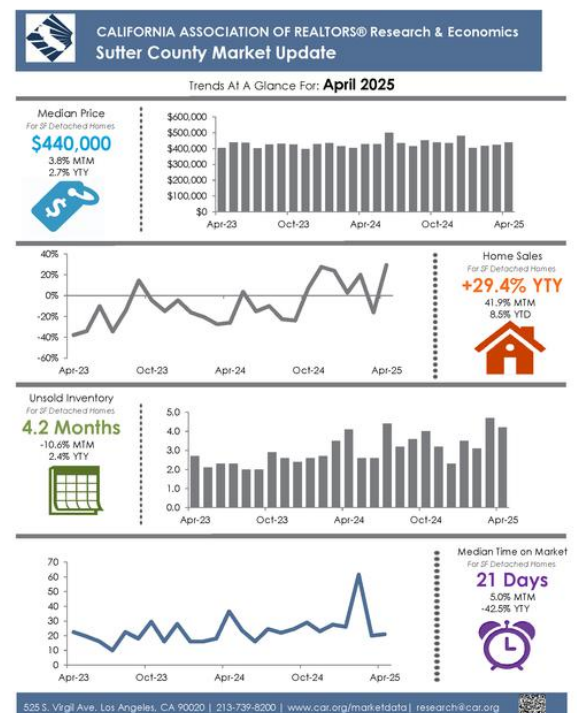 CALIFORNIA ASSOCIATION OF REALTORS® Research & Economics
Sutter County Market Update
Trends At A Glance For: April 2025
Median Price
For SF Detached Homes
$440,000
3.8% MTM
2.7% YTY
$600,000
$500,000
$400,000
$300,000
$200,000
$100,000
$0
Apr-23 Oct-23 Apr-24 Oct-24 Apr-25
40%
20%
0%
-20%
-40%
-60%
Apr-23 Oct-23 Apr-24 Oct-24 Apr-25
Home Sales
For SF Detached Homes
+29.4% YTY
41.9% MTM
8.5% YTD
Unsold Inventory
For SF Detached Homes
4.2 Months
-10.6% MTM
2.4% YTY
5.0
4.0
3.0
2.0
1.0
0.0
Apr-23 Oct-23 Apr-24 Oct-24 Apr-25
70
60
50
40
30
20
10
0
Apr-23 Oct-23 Apr-24 Oct-24 Apr-25
Median Time on Market
For SF Detached Homes
21 Days
5.0% MTM
-42.5% YTY
525 S. Virgil Ave. Los Angeles, CA 90020 | 213-739-8200 | www.car.org/marketdata| research@car.org